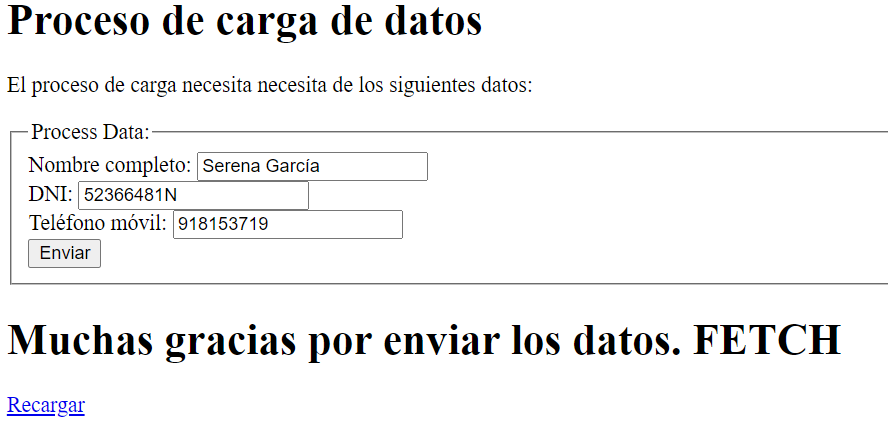 Proceso de carga de datos
El proceso de carga necesita necesita de los siguientes datos:
Process Data:
Nombre completo: Serena García
DNI: 52366481N
Teléfono móvil: 918153719
Enviar
Muchas gracias por enviar los datos. FETCH
Recargar